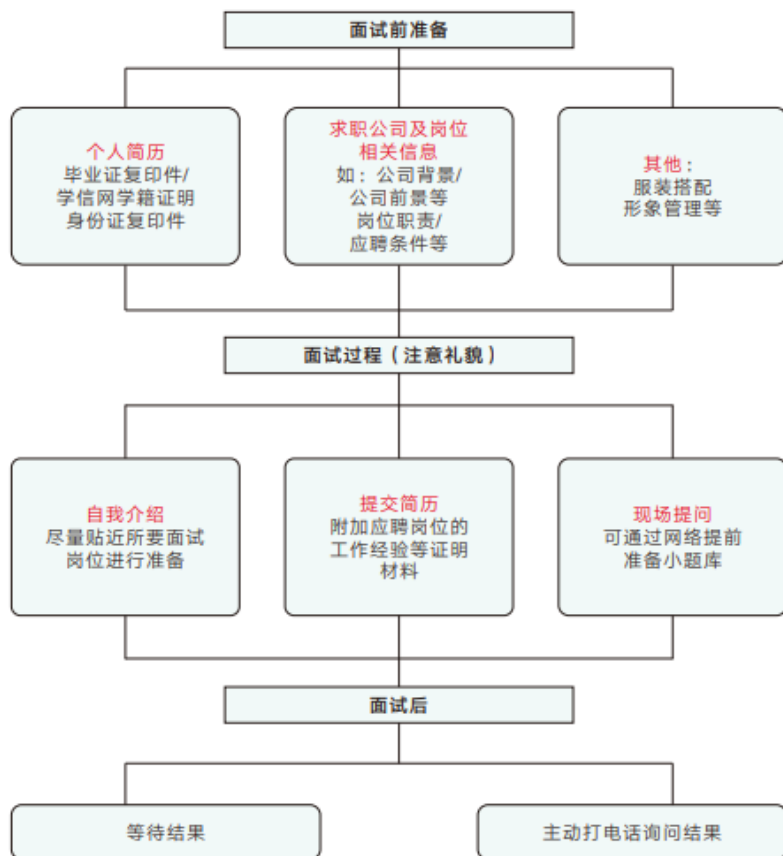 面试前准备
个人简历
毕业证复印件/
学信网学籍证明
身份证复印件
求职公司及岗位
相关信息
如：公司背景/
公司前景等
岗位职责/
应聘条件等
其他：
服装搭配
形象管理等
面试过程（注意礼貌）
自我介绍
尽量贴近所要面试
岗位进行准备
提交简历
附加应聘岗位的
工作经验等证明
材料
现场提问
可通过网络提前
准备小题库
面试后
等待结果
主动打电话询问结果